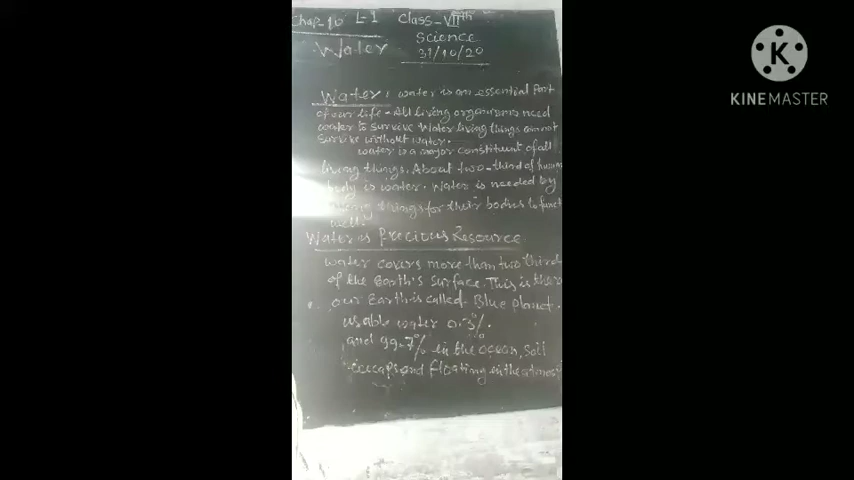 Chap-10 L-1 Class-VIIth
Science
Water 31/10/20
Water: water is an essential Part
of our life - All living organisms need
water to survive Water living things cannot
survive without water.
water is a major constituent of all
living things. About two-third of human
body is water. Water is needed by
living things for their bodies to funct
well.
Water is Precious Resource
water covers more than two third
of the Earth's surface. This is ther
our Earth is called Blue Planet.
usable water 0.3%.
and 99.7% in the ocean, soil
icecaps and floating in the atmos
KINEMASTER